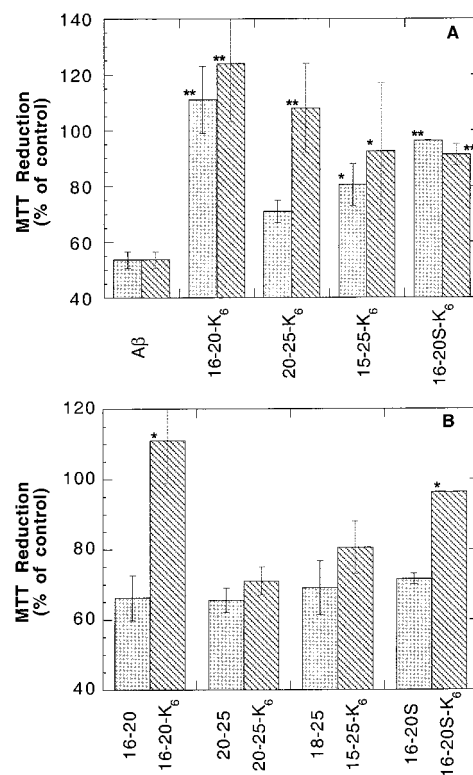 A
MTT Reduction
(% of control)
140
120
100
80
60
40
**
**
**
*
*
**
**
Aβ
16-20-K6
20-25-K6
15-25-K6
16-20S-K6
B
MTT Reduction
(% of control)
120
100
80
60
40
*
*
16-20
16-20-K6
20-25
20-25-K6
18-25
15-25-K6
16-20S
16-20S-K6